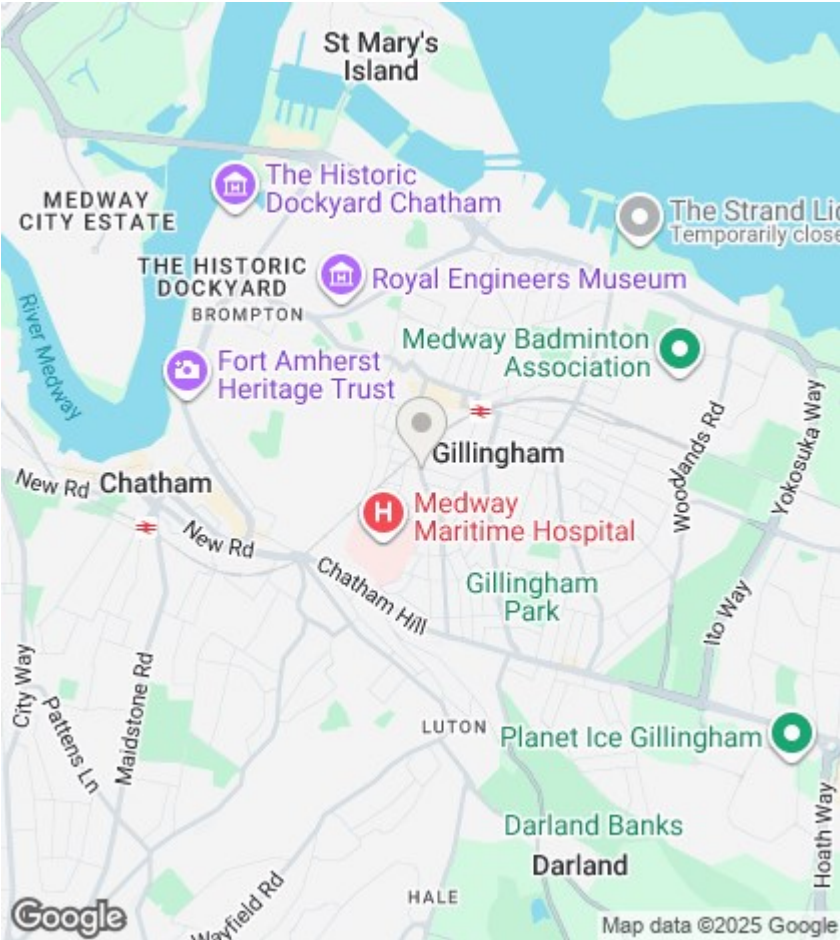 St Mary's
Island
The Historic
Dockyard Chatham
MEDWAY
CITY ESTATE
The Strand Lid
Temporarily close
THE HISTORIC
DOCKYARD
BROMPTON
Royal Engineers Museum
River Medway
Medway Badminton
Association
Fort Amherst
Heritage Trust
Yokosuka Way
Woodlands Rd
Gillingham
New Rd
Chatham
H
Medway
Maritime Hospital
New Rd
Chatham Hill
Gillingham
Park
Ito Way
City Way
Maidstone Rd
Pattens Ln
LUTON
Planet Ice Gillingham
Hoath Way
Darland Banks
Darland
HALE
Wayfield Rd
Google
Map data ©2025 Google